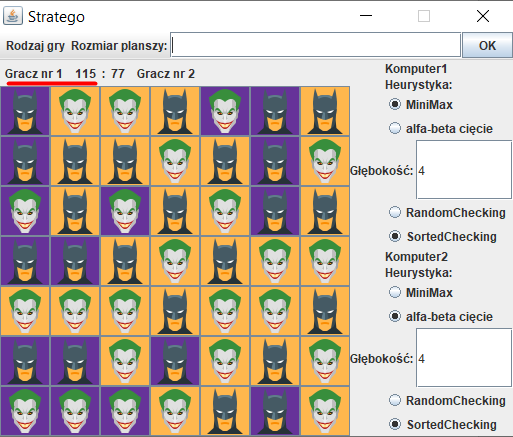 Stratego
Rodzaj gry Rozmiar planszy: OK
Gracz nr 1 115 : 77 Gracz nr 2
Komputer1
Heurystyka:
MiniMax
alfa-beta cięcie
Głębokość: 4
RandomChecking
SortedChecking
Komputer2
Heurystyka:
MiniMax
alfa-beta cięcie
Głębokość: 4
RandomChecking
SortedChecking